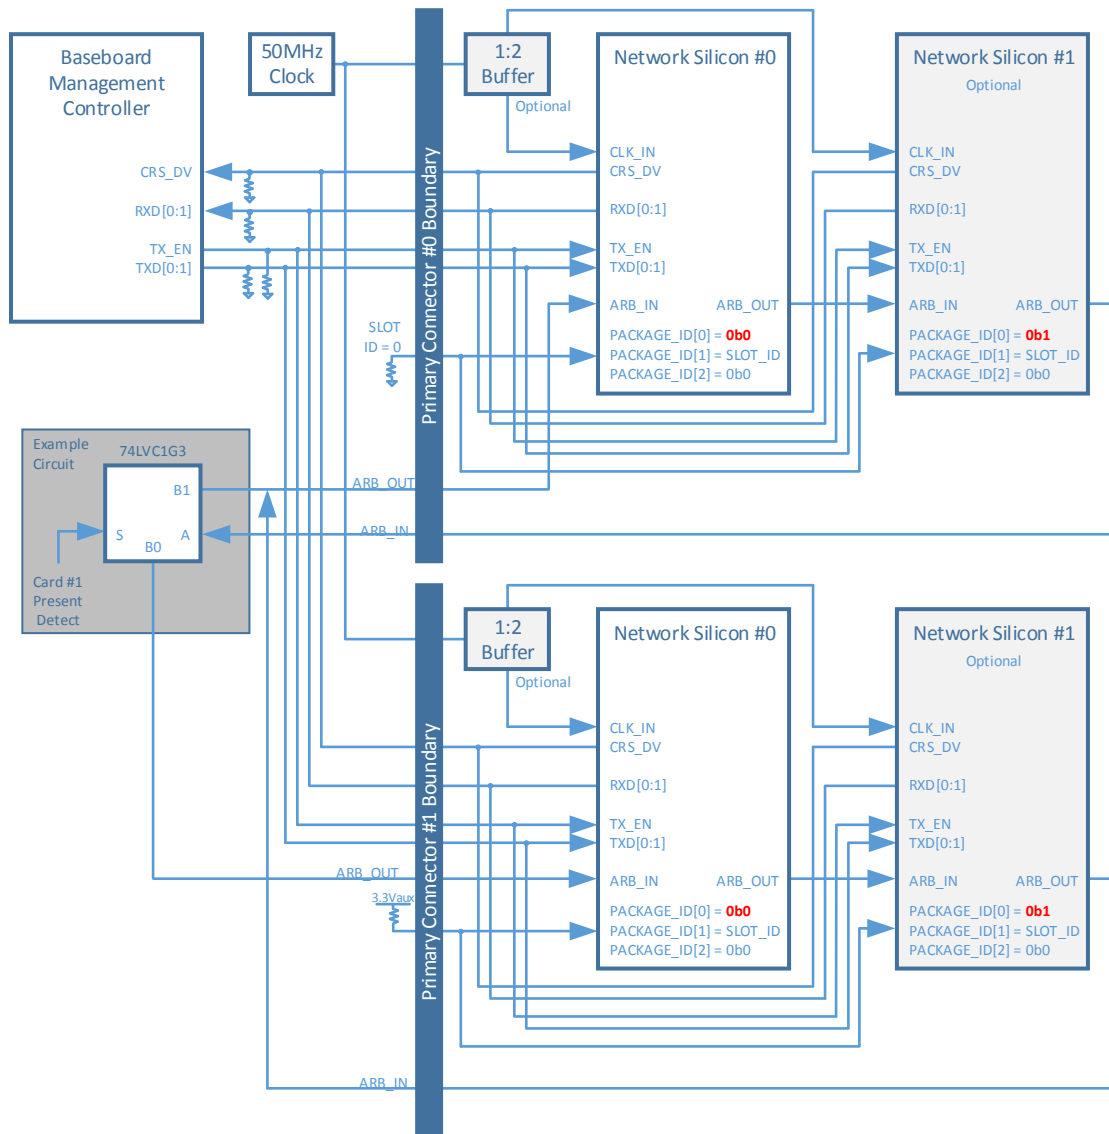 Baseboard
Management
Controller
CRS_DV
RXD[0:1]
TX_EN
TXD[0:1]
50MHz
Clock
Primary Connector #0 Boundary
1:2
Buffer
Optional
Network Silicon #0
CLK_IN
CRS_DV
RXD[0:1]
TX_EN
TXD[0:1]
ARB_IN ARB_OUT
PACKAGE_ID[0] = 0b0
PACKAGE_ID[1] = SLOT_ID
PACKAGE_ID[2] = 0b0
Network Silicon #1
Optional
CLK_IN
CRS_DV
RXD[0:1]
TX_EN
TXD[0:1]
ARB_IN ARB_OUT
PACKAGE_ID[0] = 0b1
PACKAGE_ID[1] = SLOT_ID
PACKAGE_ID[2] = 0b0
SLOT
ID = 0
Example
Circuit
74LVC1G3
B1
S A
B0
Card #1
Present
Detect
ARB_OUT
ARB_IN
Primary Connector #1 Boundary
1:2
Buffer
Optional
Network Silicon #0
CLK_IN
CRS_DV
RXD[0:1]
TX_EN
TXD[0:1]
ARB_IN ARB_OUT
PACKAGE_ID[0] = 0b0
PACKAGE_ID[1] = SLOT_ID
PACKAGE_ID[2] = 0b0
Network Silicon #1
Optional
CLK_IN
CRS_DV
RXD[0:1]
TX_EN
TXD[0:1]
ARB_IN ARB_OUT
PACKAGE_ID[0] = 0b1
PACKAGE_ID[1] = SLOT_ID
PACKAGE_ID[2] = 0b0
ARB_OUT
3.3Vaux
ARB_IN